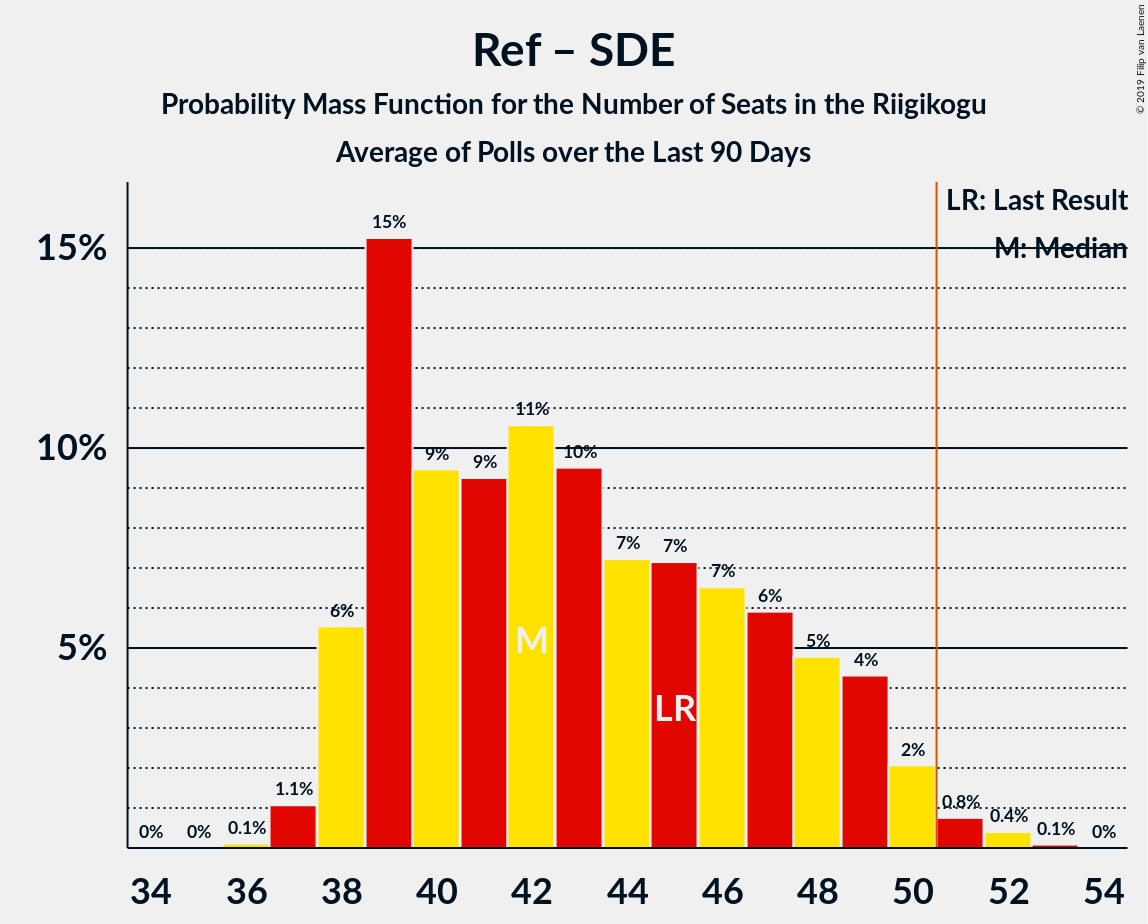 Ref – SDE
Probability Mass Function for the Number of Seats in the Riigikogu
Average of Polls over the Last 90 Days
© 2019 Filip van Laenen
LR: Last Result
M: Median
15%
10%
5%
0%
0%
0.1%
1.1%
6%
15%
9%
9%
11%
10%
7%
7%
7%
6%
5%
4%
2%
0.8%
0.4%
0.1%
0%
M
LR
34 36 38 40 42 44 46 48 50 52 54